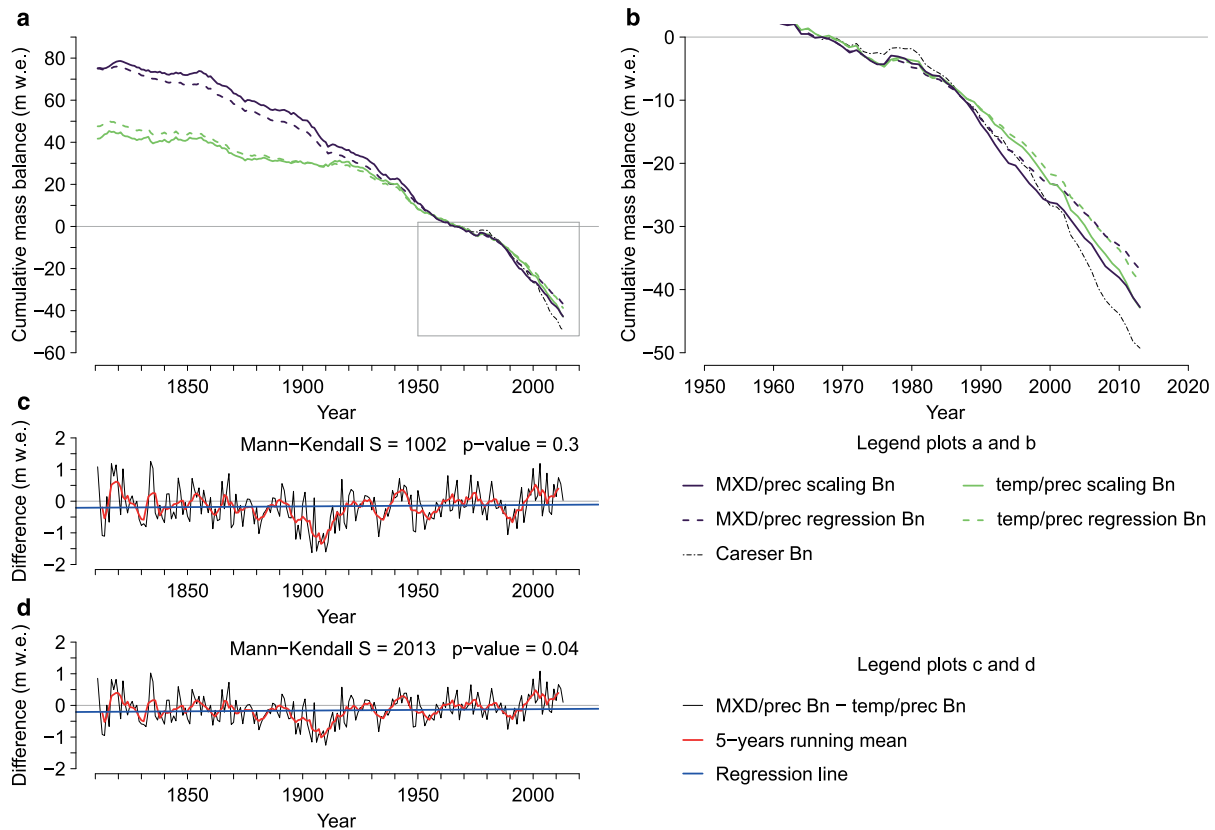 a
Cumulative mass balance (m w.e.)
80
60
40
20
0
−20
−40
−60
1850
1900
1950
2000
Year
b
Cumulative mass balance (m w.e.)
0
−10
−20
−30
−40
−50
1950
1960
1970
1980
1990
2000
2010
2020
Year
c
Mann−Kendall S = 1002 p−value = 0.3
Difference (m w.e.)
2
1
0
−1
−2
1850
1900
1950
2000
Year
Legend plots a and b
MXD/prec scaling Bn
temp/prec scaling Bn
MXD/prec regression Bn
temp/prec regression Bn
Careser Bn
d
Mann−Kendall S = 2013 p−value = 0.04
Difference (m w.e.)
2
1
0
−1
−2
1850
1900
1950
2000
Year
Legend plots c and d
MXD/prec Bn − temp/prec Bn
5−years running mean
Regression line